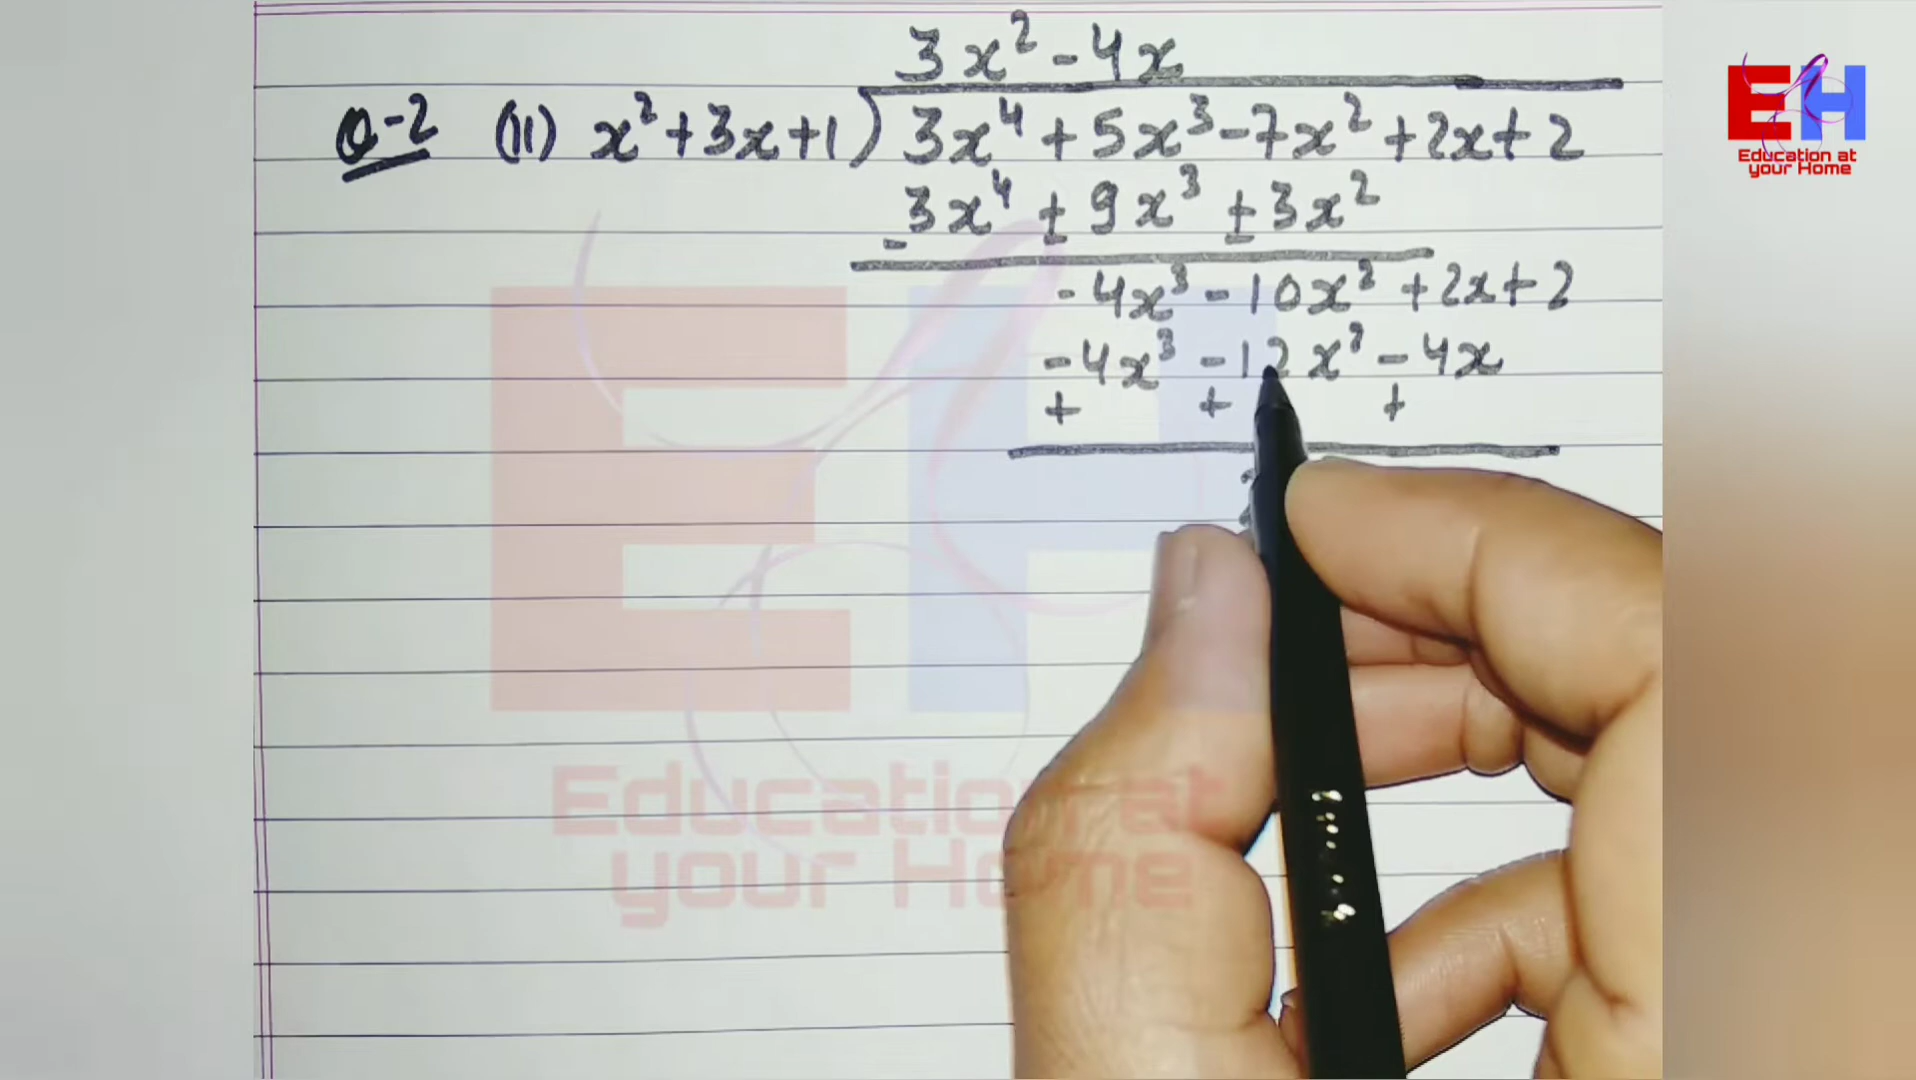 3x² - 4x
Q-2 (ii) x² + 3x + 1 ) 3x⁴ + 5x³ - 7x² + 2x + 2
3x⁴ + 9x³ + 3x²
- - -
-4x³ - 10x² + 2x + 2
-4x³ - 12x² - 4x
+ + +
EH
Education at
your Home
E H
Education at
your Home